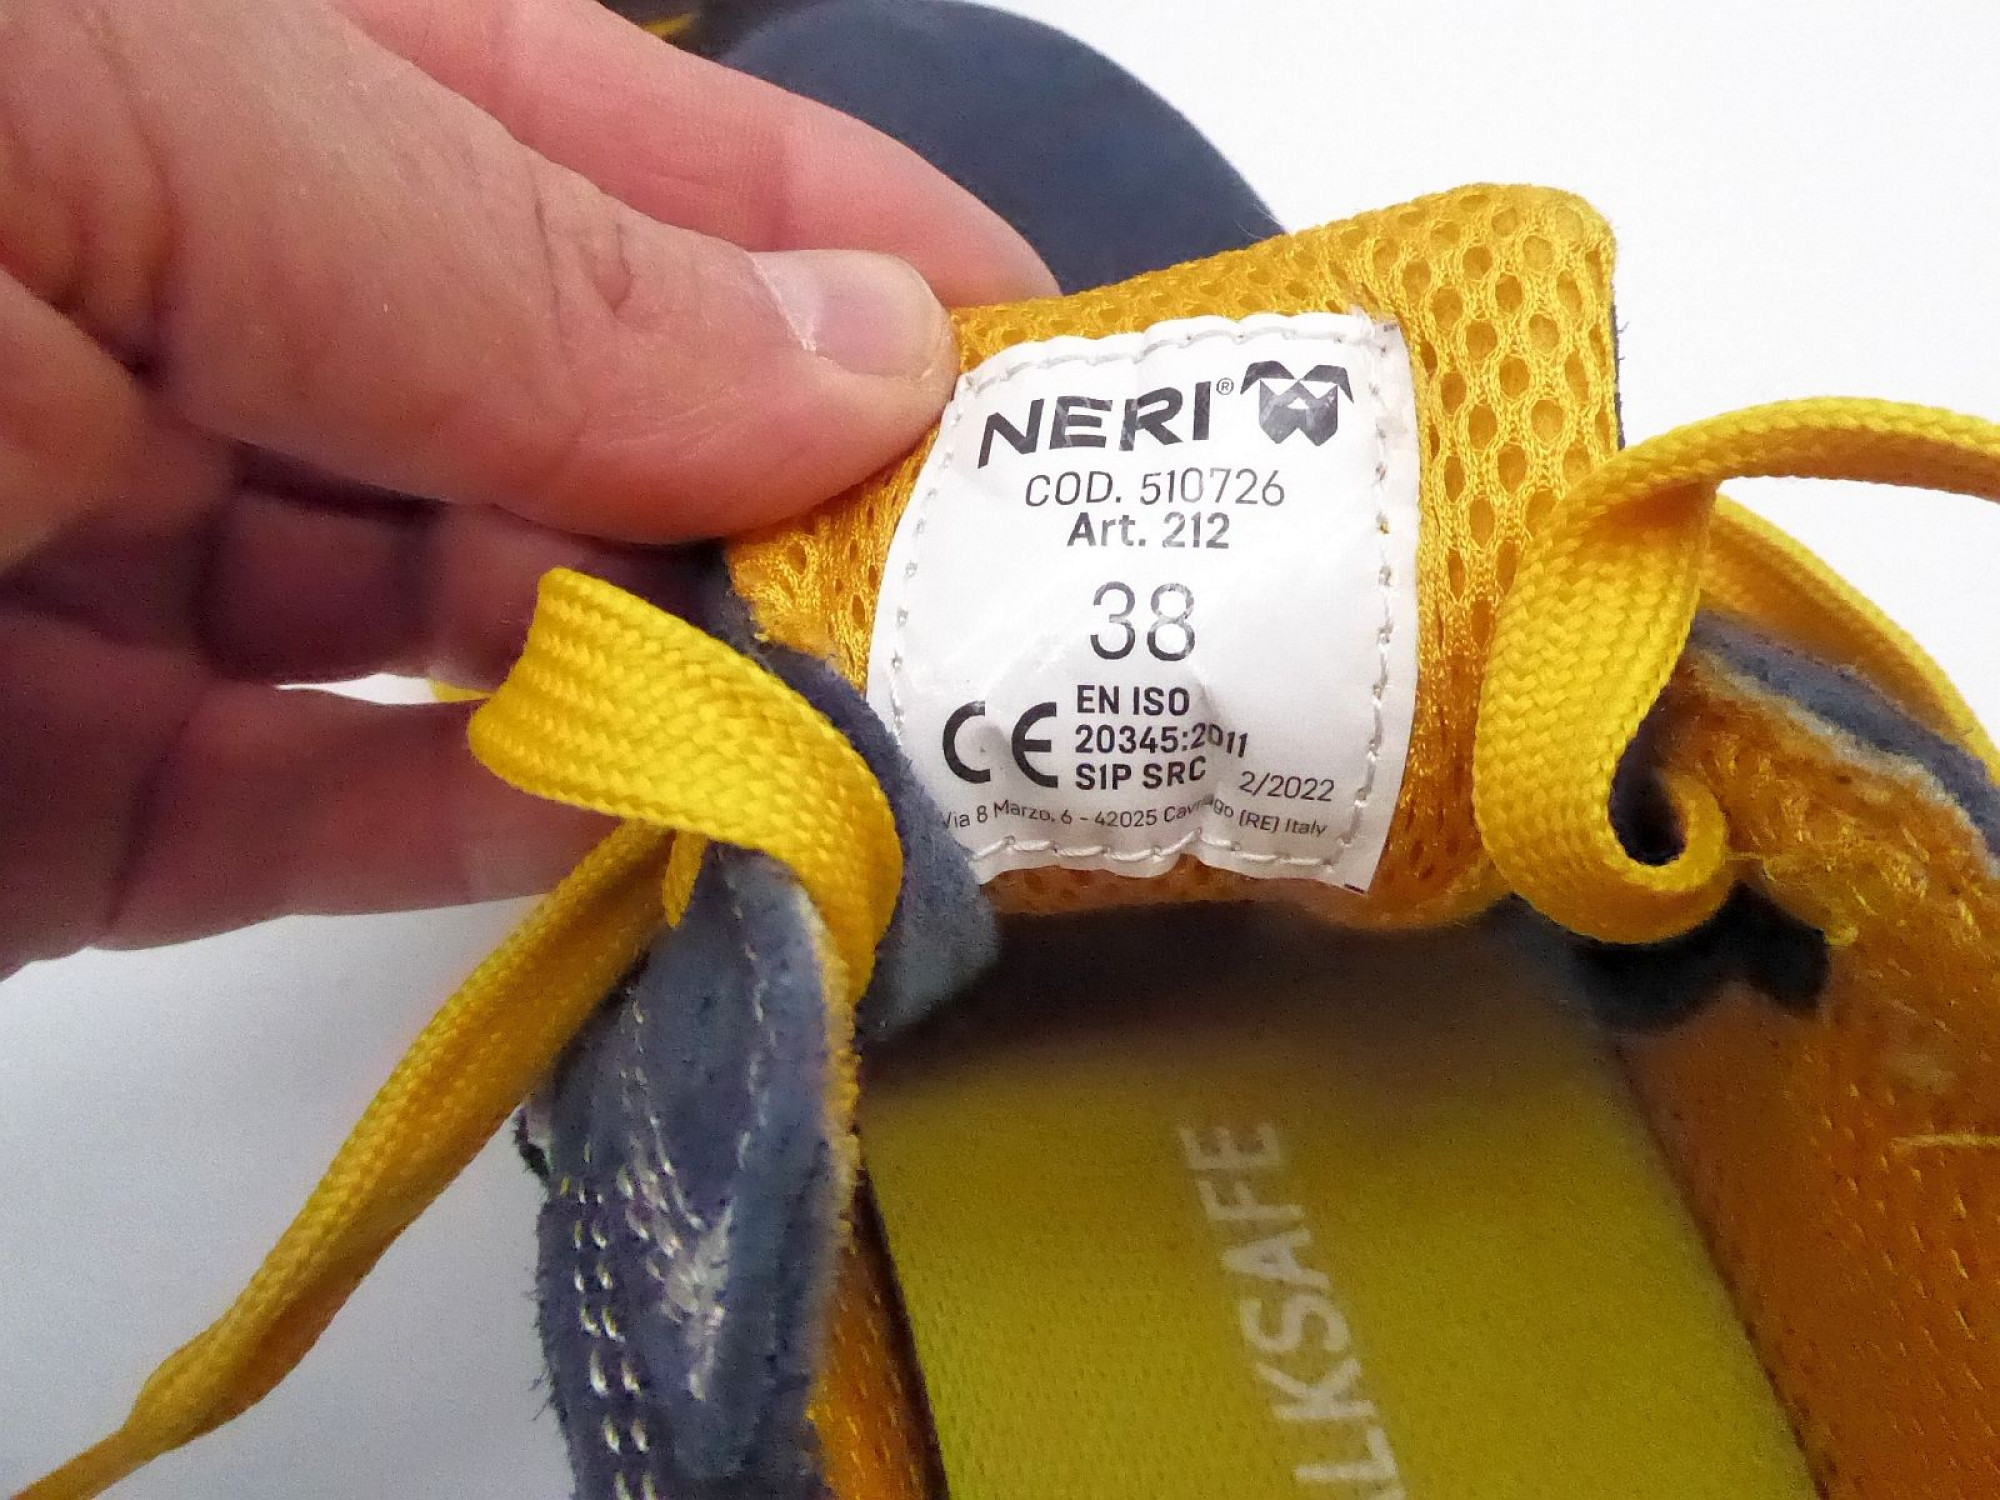 NERI®
COD. 510726
Art. 212
38
CE EN ISO
20345:2011
S1P SRC 2/2022
Via 8 Marzo, 6 - 42025 (RE) Italy
LKSAFE